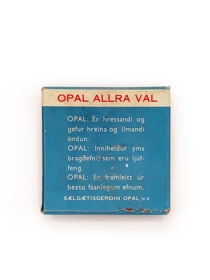 OPAL ALLRA VAL
OPAL: Er hressandi og
gefur hreina og ilmandi
öndun.
OPAL: Inniheldur ýms
bragðefni sem eru ljúf-
feng.
OPAL: Er framleitt úr
beztu fáanlegum efnum.
SÆLGÆTISGERÐIN OPAL H.F.